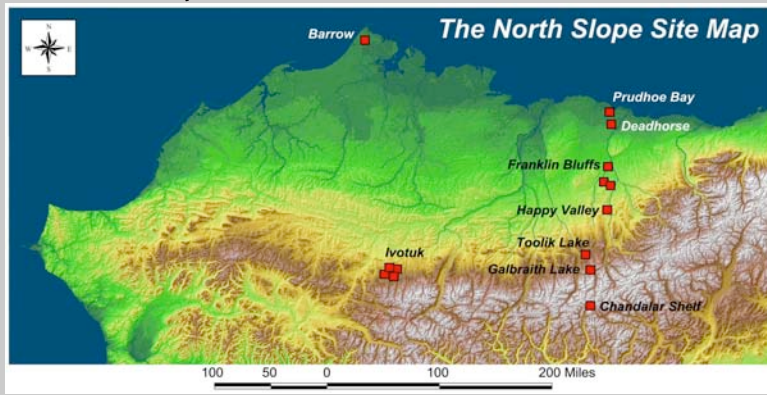 The North Slope Site Map
N
W
E
S
Barrow
Prudhoe Bay
Deadhorse
Franklin Bluffs
Happy Valley
Toolik Lake
Ivotuk
Galbraith Lake
Chandalar Shelf
100 50 0 100 200 Miles